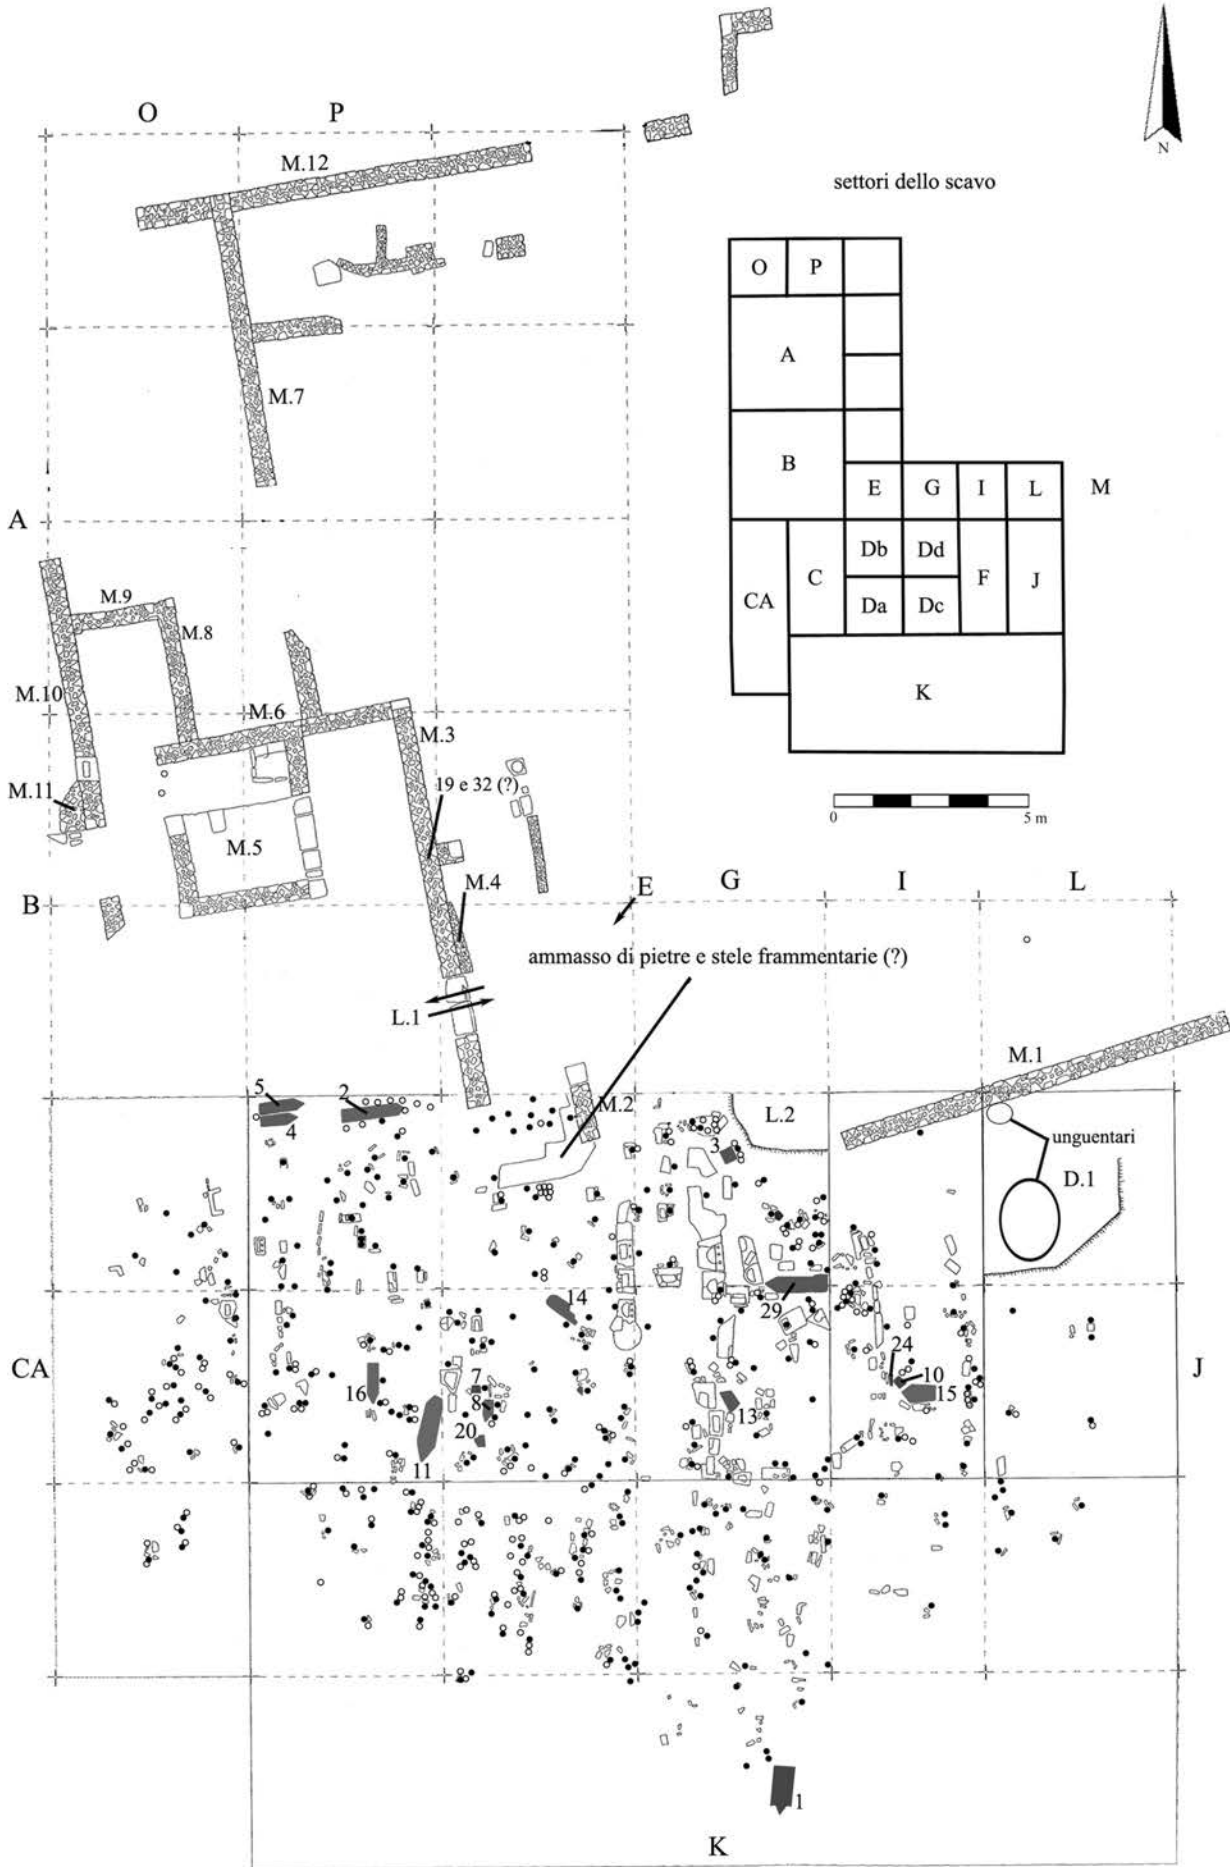 N
settori dello scavo
O P
A
B
E G I L M
Db Dd
CA C F J
Da Dc
K
0 5 m
O P
M.12
M.7
A
M.9
M.8
M.10
M.6
M.3
M.11
19 e 32 (?)
M.5
M.4
B
E G I L
ammasso di pietre e stele frammentarie (?)
L.1
M.1
5 2
M.2
L.2
4
3
unguentari
D.1
14
29
CA
24
J
7
10
16
8
15
13
20
11
1
K